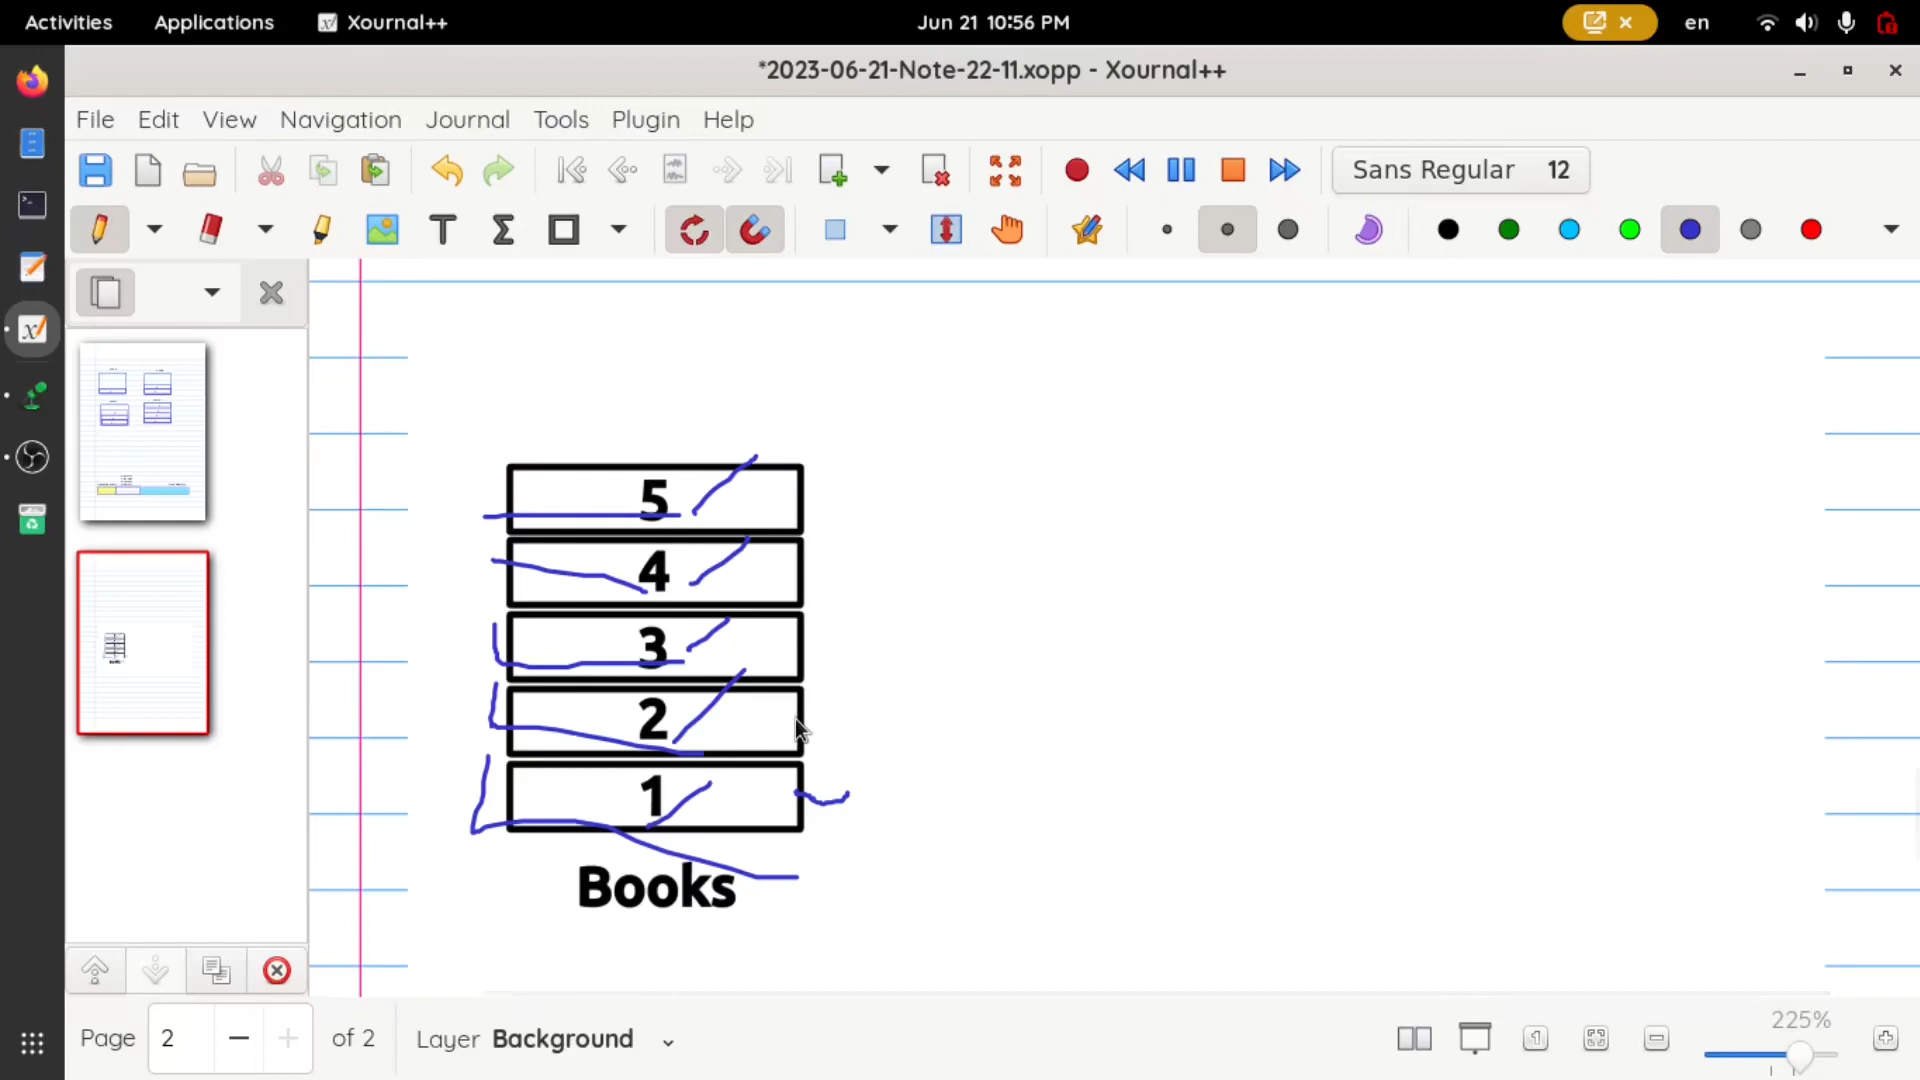 Activities Applications Xournal++ Jun 21 10:56 PM en
*2023-06-21-Note-22-11.xopp - Xournal++
File Edit View Navigation Journal Tools Plugin Help
Sans Regular 12
5
4
3
2
1
Books
Page 2 of 2 Layer Background 225%